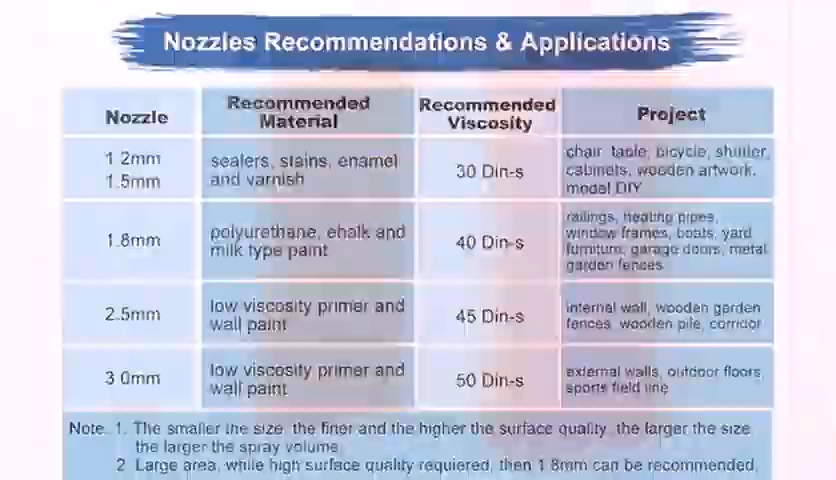 Nozzles Recommendations & Applications
Nozzle
Recommended
Material
Recommended
Viscosity
Project
1 2mm
1.5mm
sealers, stains, enamel
and varnish
30 Din-s
chair table, bicycle, shutter,
cabinets, wooden artwork,
model DIY
1.8mm
polyurethane, ehalk and
milk type paint
40 Din-s
railings, heating pipes,
window frames, boats, yard
furniture, garage doors, metal
garden fences
2.5mm
low viscosity primer and
wall paint
45 Din-s
internal wall, wooden garden
fences, wooden pile, corridor
3 0mm
low viscosity primer and
wall paint
50 Din-s
external walls, outdoor floors,
sports field line
Note. 1. The smaller the size, the finer and the higher the surface quality, the larger the size
the larger the spray volume.
2 Large area, while high surface quality requiered, then 1 8mm can be recommended.